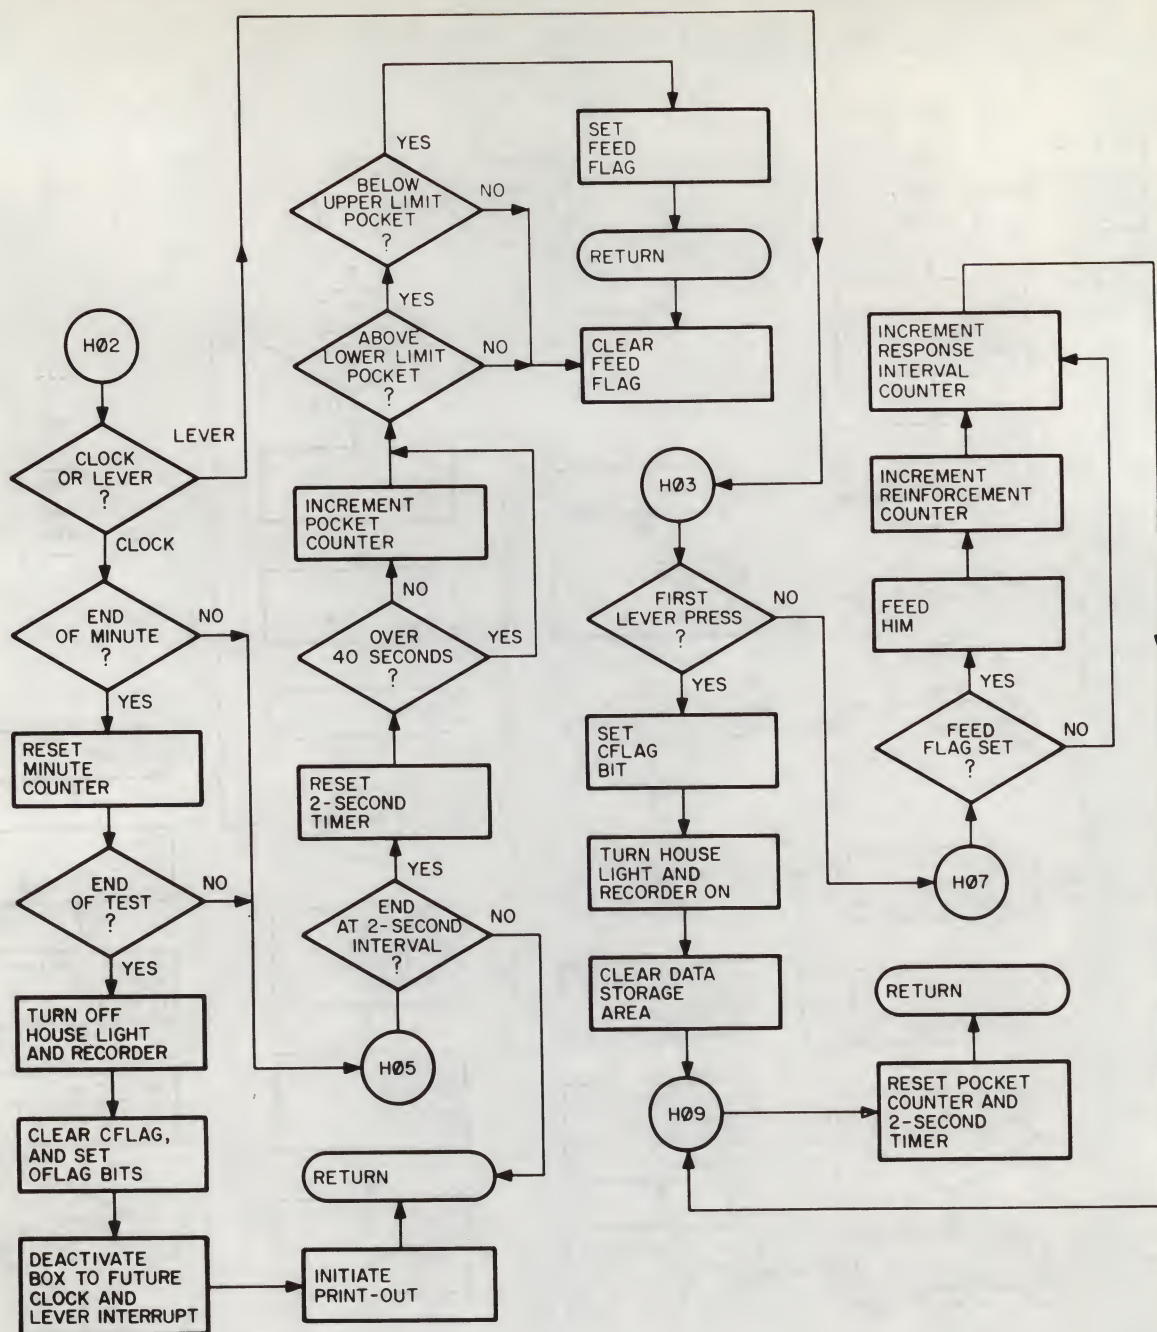 HØ2
CLOCK
OR LEVER
?
LEVER
CLOCK
END
OF MINUTE
?
NO
YES
RESET
MINUTE
COUNTER
END
OF TEST
?
NO
YES
TURN OFF
HOUSE LIGHT
AND RECORDER
CLEAR CFLAG,
AND SET
OFLAG BITS
DEACTIVATE
BOX TO FUTURE
CLOCK AND
LEVER INTERRUPT
INITIATE
PRINT-OUT
RETURN
HØ5
END
AT 2-SECOND
INTERVAL
?
NO
YES
RESET
2-SECOND
TIMER
OVER
40 SECONDS
?
YES
NO
INCREMENT
POCKET
COUNTER
ABOVE
LOWER LIMIT
POCKET
?
NO
YES
BELOW
UPPER LIMIT
POCKET
?
NO
YES
SET
FEED
FLAG
RETURN
CLEAR
FEED
FLAG
HØ3
FIRST
LEVER PRESS
?
NO
YES
SET
CFLAG
BIT
TURN HOUSE
LIGHT AND
RECORDER ON
CLEAR DATA
STORAGE
AREA
HØ9
RESET POCKET
COUNTER AND
2-SECOND
TIMER
RETURN
HØ7
FEED
FLAG SET
?
NO
YES
FEED
HIM
INCREMENT
REINFORCEMENT
COUNTER
INCREMENT
RESPONSE
INTERVAL
COUNTER